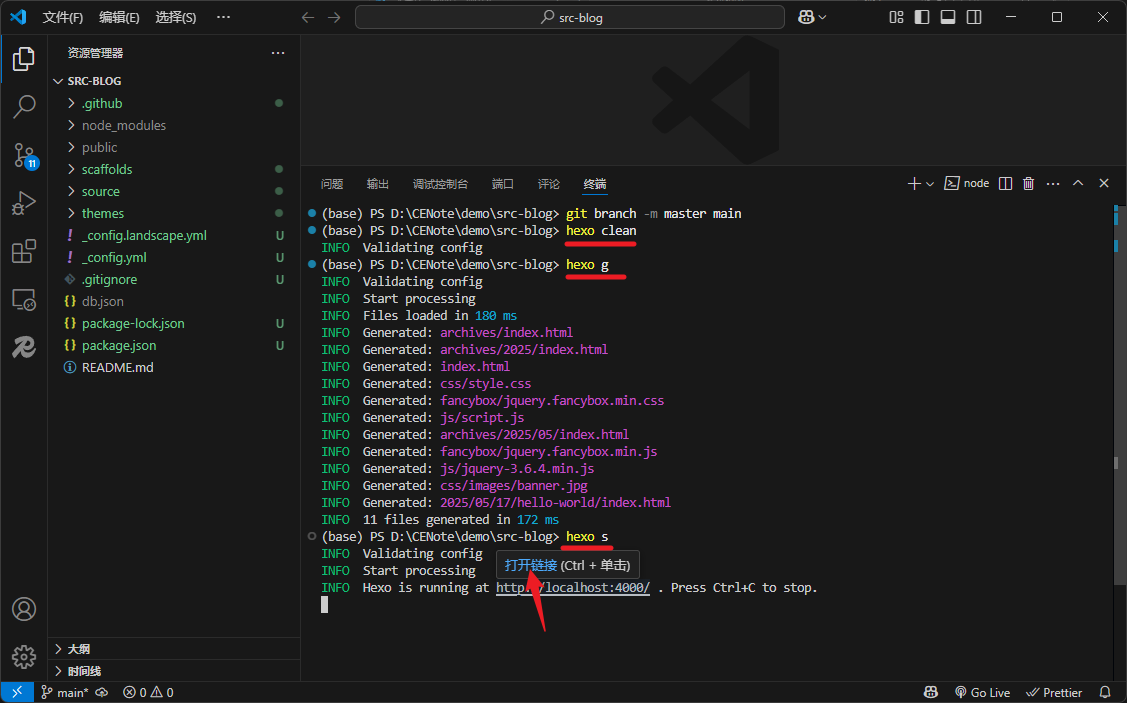 文件(F) 编辑(E) 选择(S) ··· src-blog
资源管理器 ···
SRC-BLOG
.github
node_modules
public
scaffolds
source
themes
! _config.landscape.yml U
! _config.yml U
.gitignore U
{} db.json
{} package-lock.json U
{} package.json U
README.md
11
大纲
时间线
问题 输出 调试控制台 端口 评论 终端 node ···
(base) PS D:\CENote\demo\src-blog> git branch -m master main
(base) PS D:\CENote\demo\src-blog> hexo clean
INFO Validating config
(base) PS D:\CENote\demo\src-blog> hexo g
INFO Validating config
INFO Start processing
INFO Files loaded in 180 ms
INFO Generated: archives/index.html
INFO Generated: archives/2025/index.html
INFO Generated: index.html
INFO Generated: css/style.css
INFO Generated: fancybox/jquery.fancybox.min.css
INFO Generated: js/script.js
INFO Generated: archives/2025/05/index.html
INFO Generated: fancybox/jquery.fancybox.min.js
INFO Generated: js/jquery-3.6.4.min.js
INFO Generated: css/images/banner.jpg
INFO Generated: 2025/05/17/hello-world/index.html
INFO 11 files generated in 172 ms
(base) PS D:\CENote\demo\src-blog> hexo s
INFO Validating config
打开链接 (Ctrl + 单击)
INFO Start processing
INFO Hexo is running at http://localhost:4000/ . Press Ctrl+C to stop.
main* 0 0 Go Live Prettier